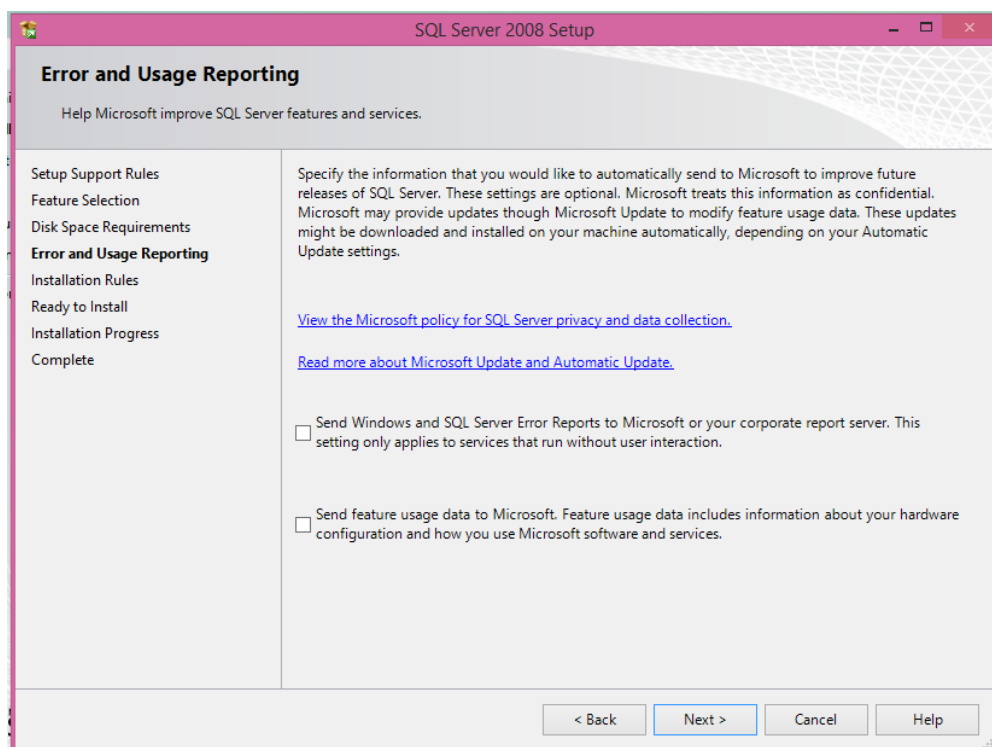 SQL Server 2008 Setup
Error and Usage Reporting
Help Microsoft improve SQL Server features and services.
Setup Support Rules
Feature Selection
Disk Space Requirements
Error and Usage Reporting
Installation Rules
Ready to Install
Installation Progress
Complete
Specify the information that you would like to automatically send to Microsoft to improve future
releases of SQL Server. These settings are optional. Microsoft treats this information as confidential.
Microsoft may provide updates though Microsoft Update to modify feature usage data. These updates
might be downloaded and installed on your machine automatically, depending on your Automatic
Update settings.
View the Microsoft policy for SQL Server privacy and data collection.
Read more about Microsoft Update and Automatic Update.
Send Windows and SQL Server Error Reports to Microsoft or your corporate report server. This
setting only applies to services that run without user interaction.
Send feature usage data to Microsoft. Feature usage data includes information about your hardware
configuration and how you use Microsoft software and services.
< Back
Next >
Cancel
Help